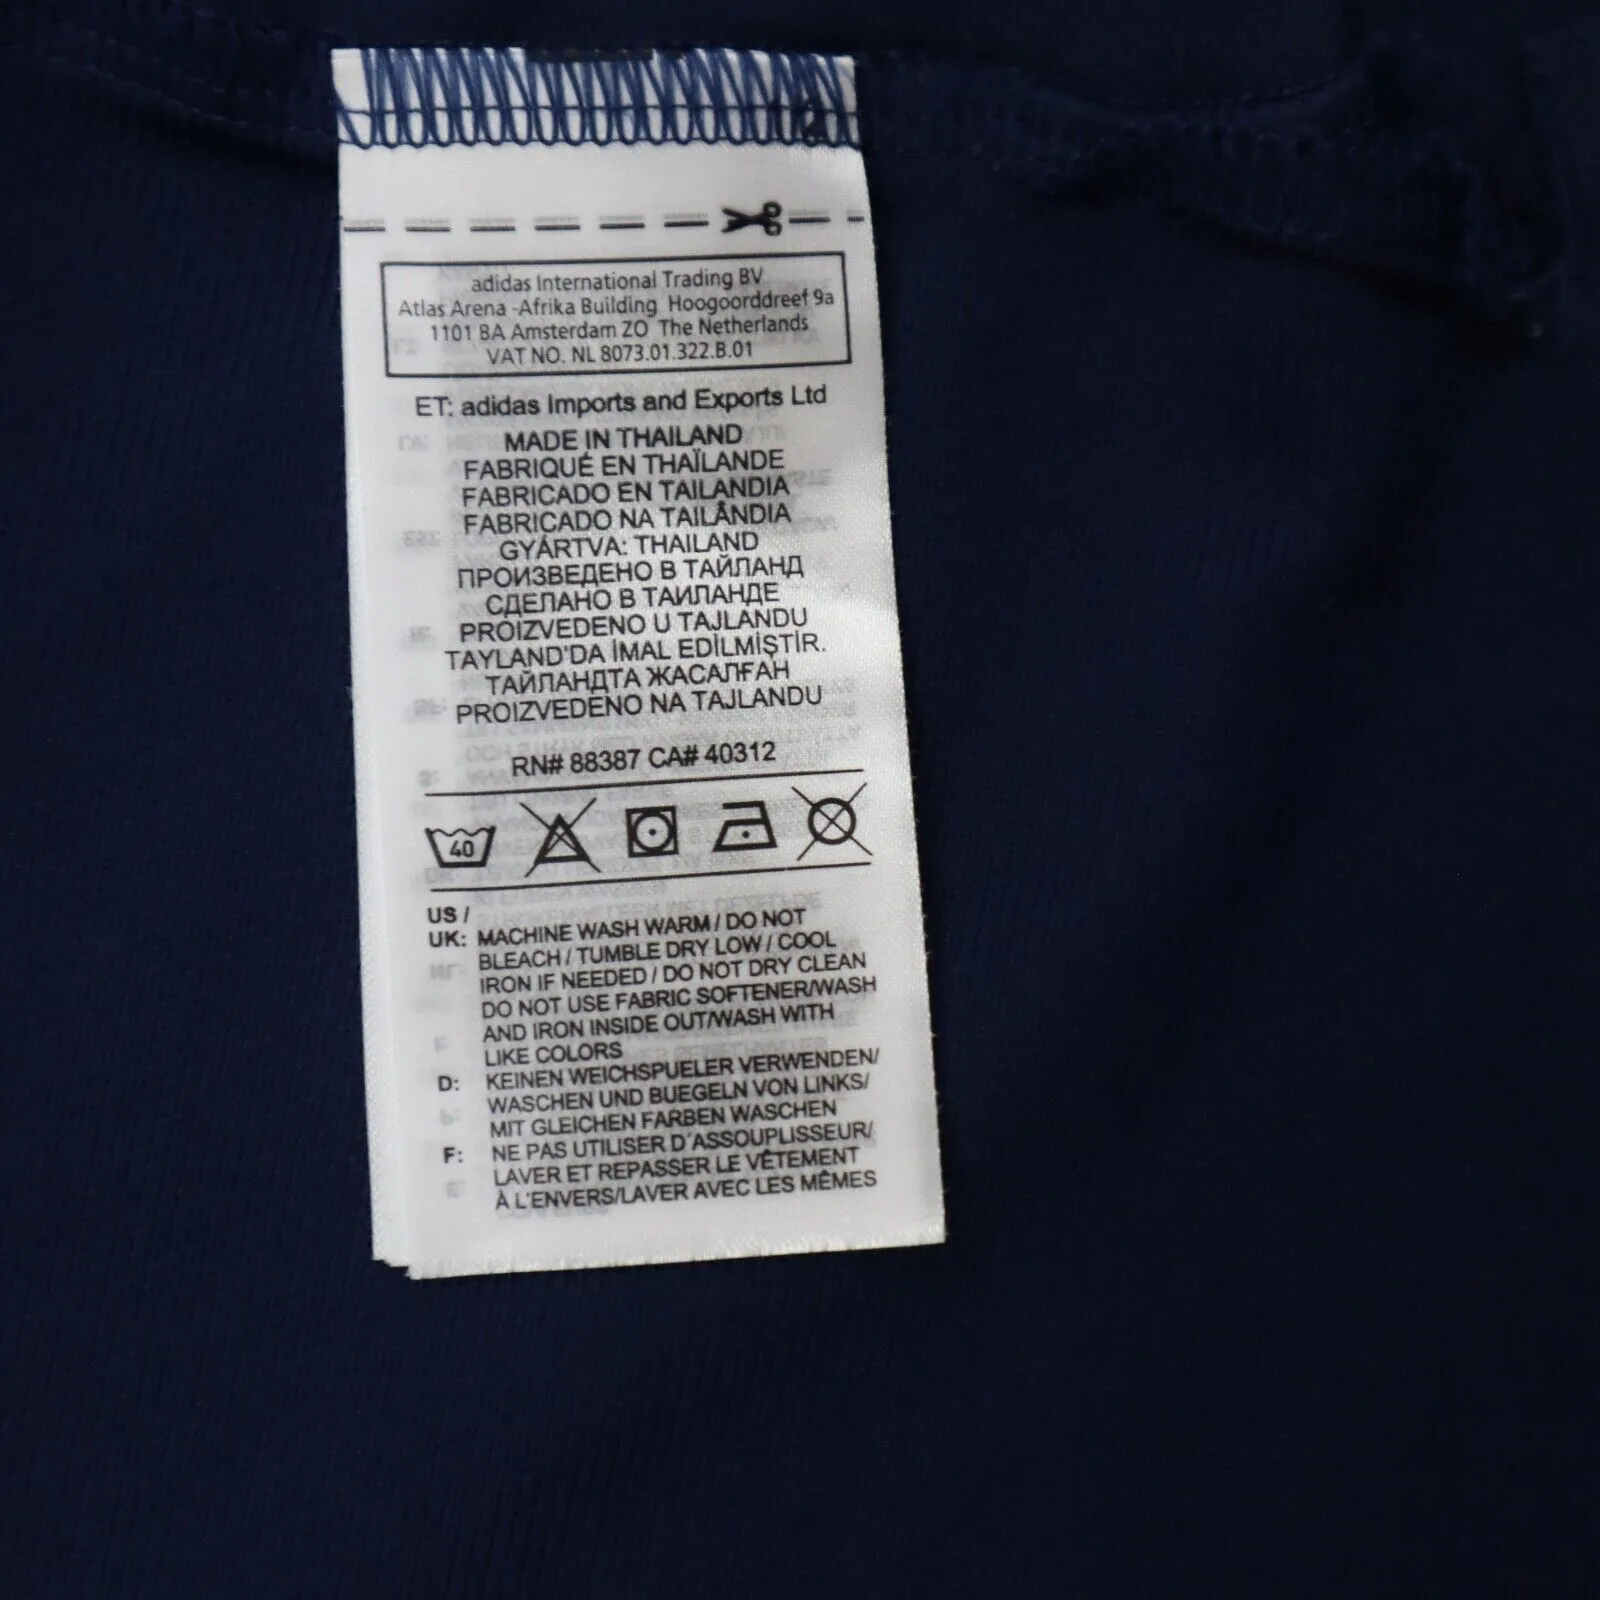 adidas International Trading BV
Atlas Arena -Afrika Building Hoogoorddreef 9a
1101 BA Amsterdam ZO The Netherlands
VAT NO. NL 8073.01.322.B.01
ET: adidas Imports and Exports Ltd
MADE IN THAILAND
FABRIQUÉ EN THAÏLANDE
FABRICADO EN TAILANDIA
FABRICADO NA TAILÂNDIA
GYÁRTVA: THAILAND
ПРОИЗВЕДЕНО В ТАЙЛАНД
СДЕЛАНО В ТАИЛАНДЕ
PROIZVEDENO U TAJLANDU
TAYLAND'DA İMAL EDİLMİŞTİR.
ТАЙЛАНДТА ЖАСАЛҒАН
PROIZVEDENO NA TAJLANDU
RN# 88387 CA# 40312
40
US /
UK: MACHINE WASH WARM / DO NOT
BLEACH / TUMBLE DRY LOW / COOL
IRON IF NEEDED / DO NOT DRY CLEAN
DO NOT USE FABRIC SOFTENER/WASH
AND IRON INSIDE OUT/WASH WITH
LIKE COLORS
D: KEINEN WEICHSPUELER VERWENDEN/
WASCHEN UND BUEGELN VON LINKS/
MIT GLEICHEN FARBEN WASCHEN
F: NE PAS UTILISER D´ASSOUPLISSEUR/
LAVER ET REPASSER LE VÊTEMENT
À L'ENVERS/LAVER AVEC LES MÊMES